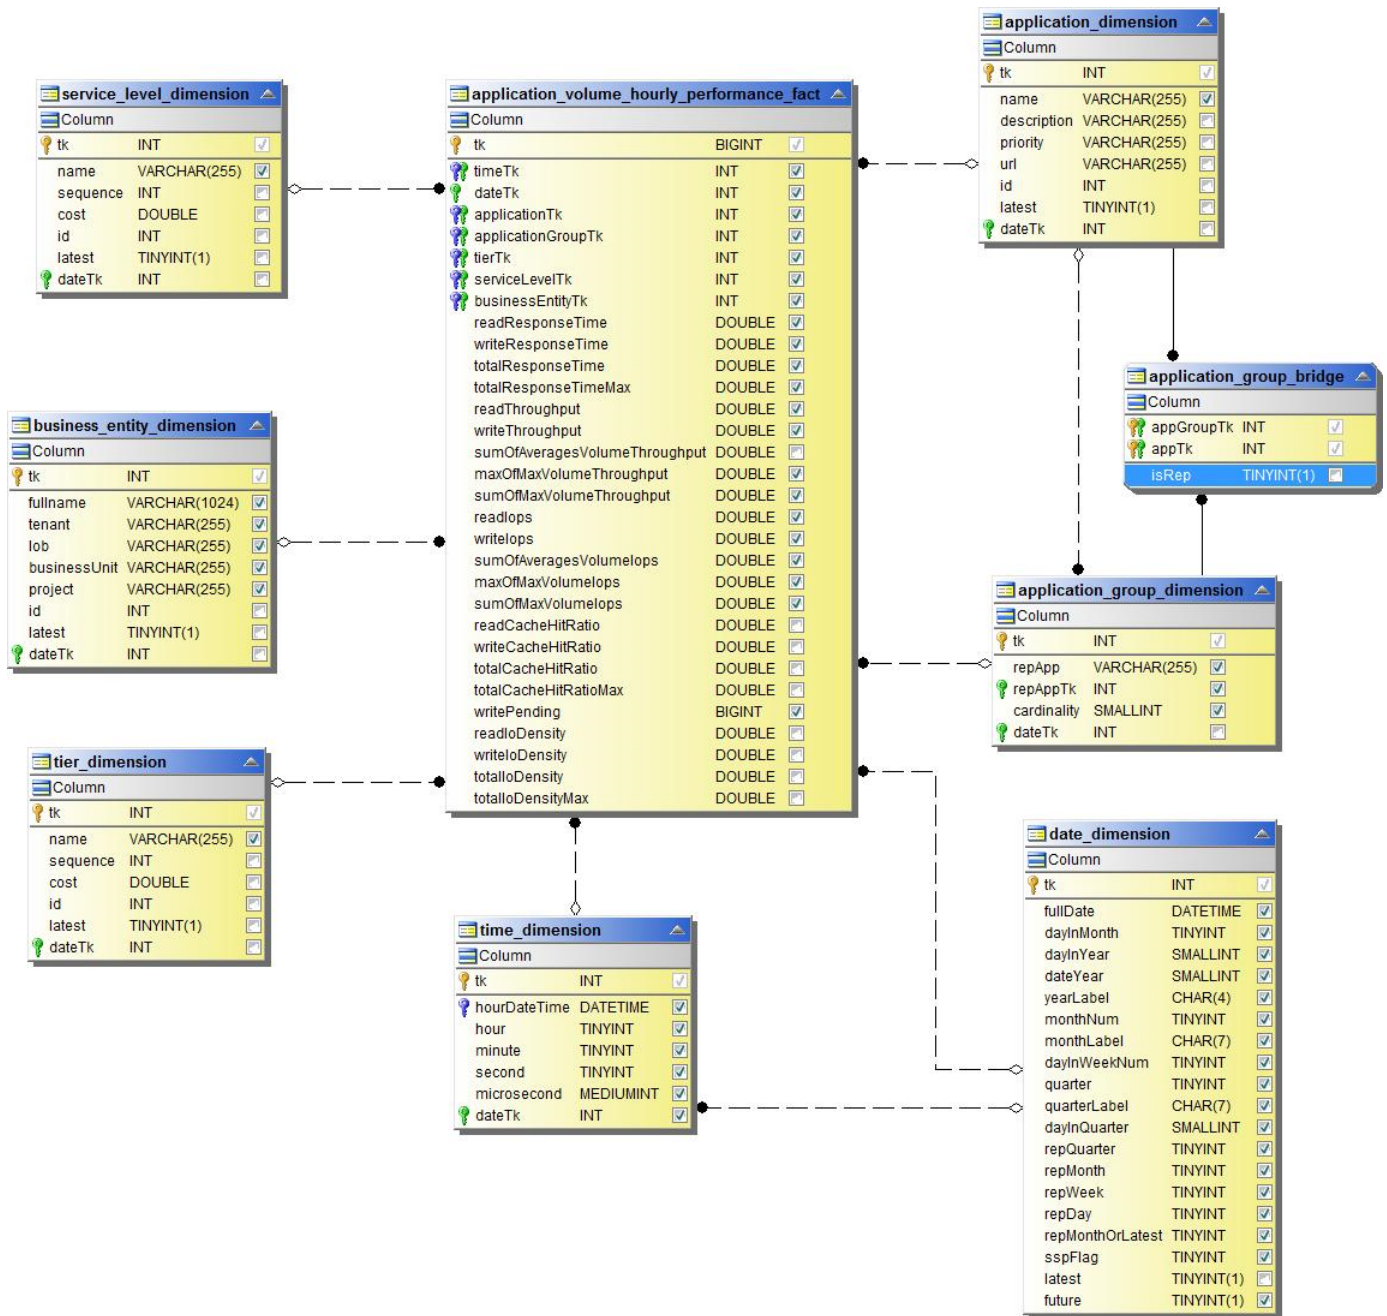 service_level_dimension
Column
tk INT
name VARCHAR(255)
sequence INT
cost DOUBLE
id INT
latest TINYINT(1)
dateTk INT
business_entity_dimension
Column
tk INT
fullname VARCHAR(1024)
tenant VARCHAR(255)
lob VARCHAR(255)
businessUnit VARCHAR(255)
project VARCHAR(255)
id INT
latest TINYINT(1)
dateTk INT
tier_dimension
Column
tk INT
name VARCHAR(255)
sequence INT
cost DOUBLE
id INT
latest TINYINT(1)
dateTk INT
application_volume_hourly_performance_fact
Column
tk BIGINT
timeTk INT
dateTk INT
applicationTk INT
applicationGroupTk INT
tierTk INT
serviceLevelTk INT
businessEntityTk INT
readResponseTime DOUBLE
writeResponseTime DOUBLE
totalResponseTime DOUBLE
totalResponseTimeMax DOUBLE
readThroughput DOUBLE
writeThroughput DOUBLE
sumOfAveragesVolumeThroughput DOUBLE
maxOfMaxVolumeThroughput DOUBLE
sumOfMaxVolumeThroughput DOUBLE
readIops DOUBLE
writeIops DOUBLE
sumOfAveragesVolumeIops DOUBLE
maxOfMaxVolumeIops DOUBLE
sumOfMaxVolumeIops DOUBLE
readCacheHitRatio DOUBLE
writeCacheHitRatio DOUBLE
totalCacheHitRatio DOUBLE
totalCacheHitRatioMax DOUBLE
writePending BIGINT
readIoDensity DOUBLE
writeIoDensity DOUBLE
totalIoDensity DOUBLE
totalIoDensityMax DOUBLE
time_dimension
Column
tk INT
hourDateTime DATETIME
hour TINYINT
minute TINYINT
second TINYINT
microsecond MEDIUMINT
dateTk INT
application_dimension
Column
tk INT
name VARCHAR(255)
description VARCHAR(255)
priority VARCHAR(255)
url VARCHAR(255)
id INT
latest TINYINT(1)
dateTk INT
application_group_bridge
Column
appGroupTk INT
appTk INT
isRep TINYINT(1)
application_group_dimension
Column
tk INT
repApp VARCHAR(255)
repAppTk INT
cardinality SMALLINT
dateTk INT
date_dimension
Column
tk INT
fullDate DATETIME
dayInMonth TINYINT
dayInYear SMALLINT
dateYear SMALLINT
yearLabel CHAR(4)
monthNum TINYINT
monthLabel CHAR(7)
dayInWeekNum TINYINT
quarter TINYINT
quarterLabel CHAR(7)
dayInQuarter SMALLINT
repQuarter TINYINT
repMonth TINYINT
repWeek TINYINT
repDay TINYINT
repMonthOrLatest TINYINT
sspFlag TINYINT
latest TINYINT(1)
future TINYINT(1)